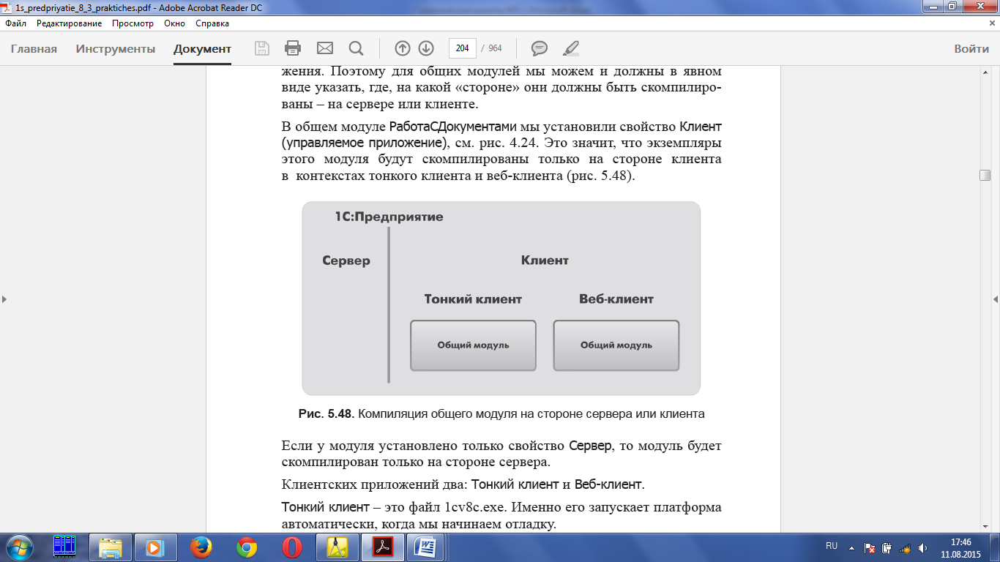 1s_predpriyatie_8_3_praktiches.pdf - Adobe Acrobat Reader DC
Файл Редактирование Просмотр Окно Справка
Главная Инструменты Документ 204 / 964 Войти
жения. Поэтому для общих модулей мы можем и должны в явном
виде указать, где, на какой «стороне» они должны быть скомпилиро-
ваны – на сервере или клиенте.
В общем модуле РаботаСДокументами мы установили свойство Клиент
(управляемое приложение), см. рис. 4.24. Это значит, что экземпляры
этого модуля будут скомпилированы только на стороне клиента
в контекстах тонкого клиента и веб-клиента (рис. 5.48).
1С:Предприятие
Сервер Клиент
Тонкий клиент Веб-клиент
Общий модуль Общий модуль
Рис. 5.48. Компиляция общего модуля на стороне сервера или клиента
Если у модуля установлено только свойство Сервер, то модуль будет
скомпилирован только на стороне сервера.
Клиентских приложений два: Тонкий клиент и Веб-клиент.
Тонкий клиент – это файл 1cv8c.exe. Именно его запускает платформа
автоматически, когда мы начинаем отладку.
RU 17:46
11.08.2015